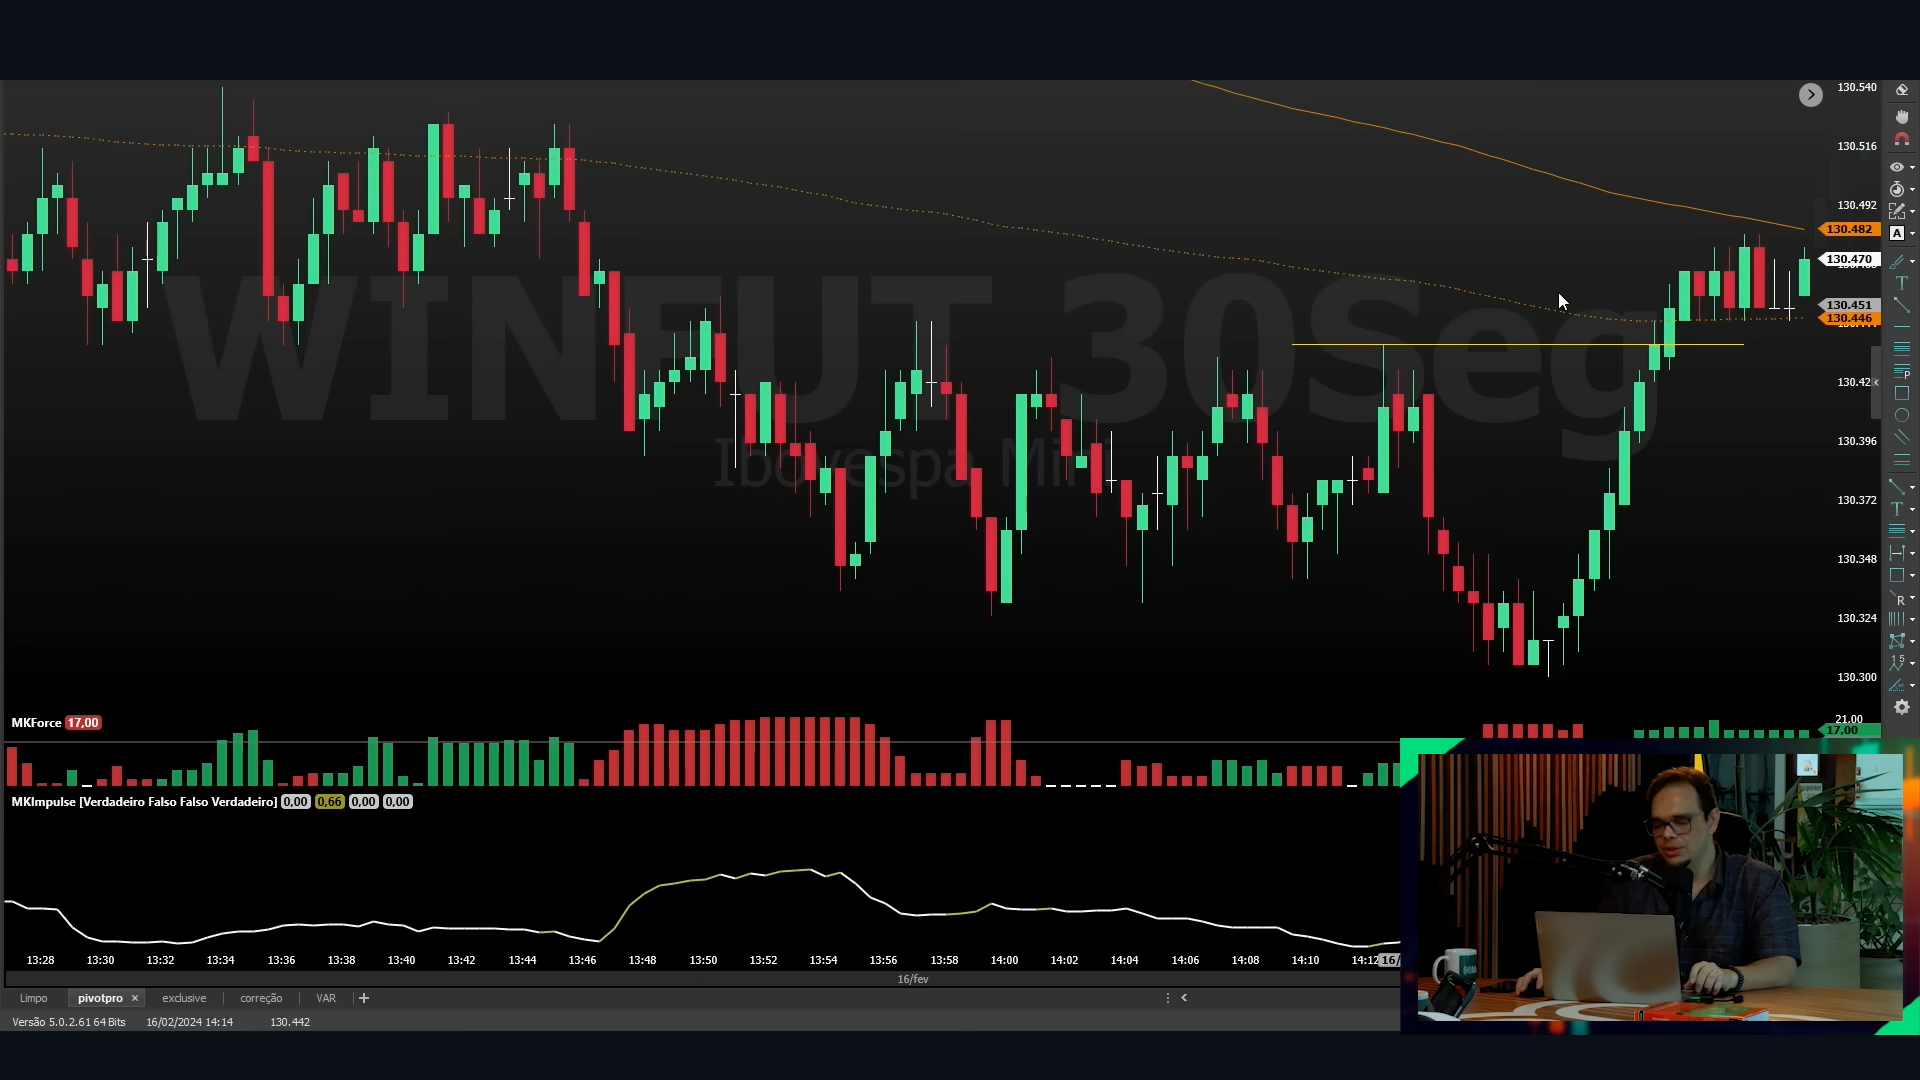 WINFUT 30Seg
Ibovespa Mini
130.540
130.516
130.492
130.482
130.470
130.451
130.446
130.42
130.396
130.372
130.348
130.324
130.300
A
T
P
T
R
1 5
MKForce 17,00
21,00
17,00
MKImpulse [Verdadeiro Falso Falso Verdadeiro] 0,00 0,66 0,00 0,00
13:28 13:30 13:32 13:34 13:36 13:38 13:40 13:42 13:44 13:46 13:48 13:50 13:52 13:54 13:56 13:58 14:00 14:02 14:04 14:06 14:08 14:10 14:12 16/
16/fev
Limpo pivotpro × exclusive correção VAR +
Versão 5.0.2.61 64 Bits 16/02/2024 14:14 130.442